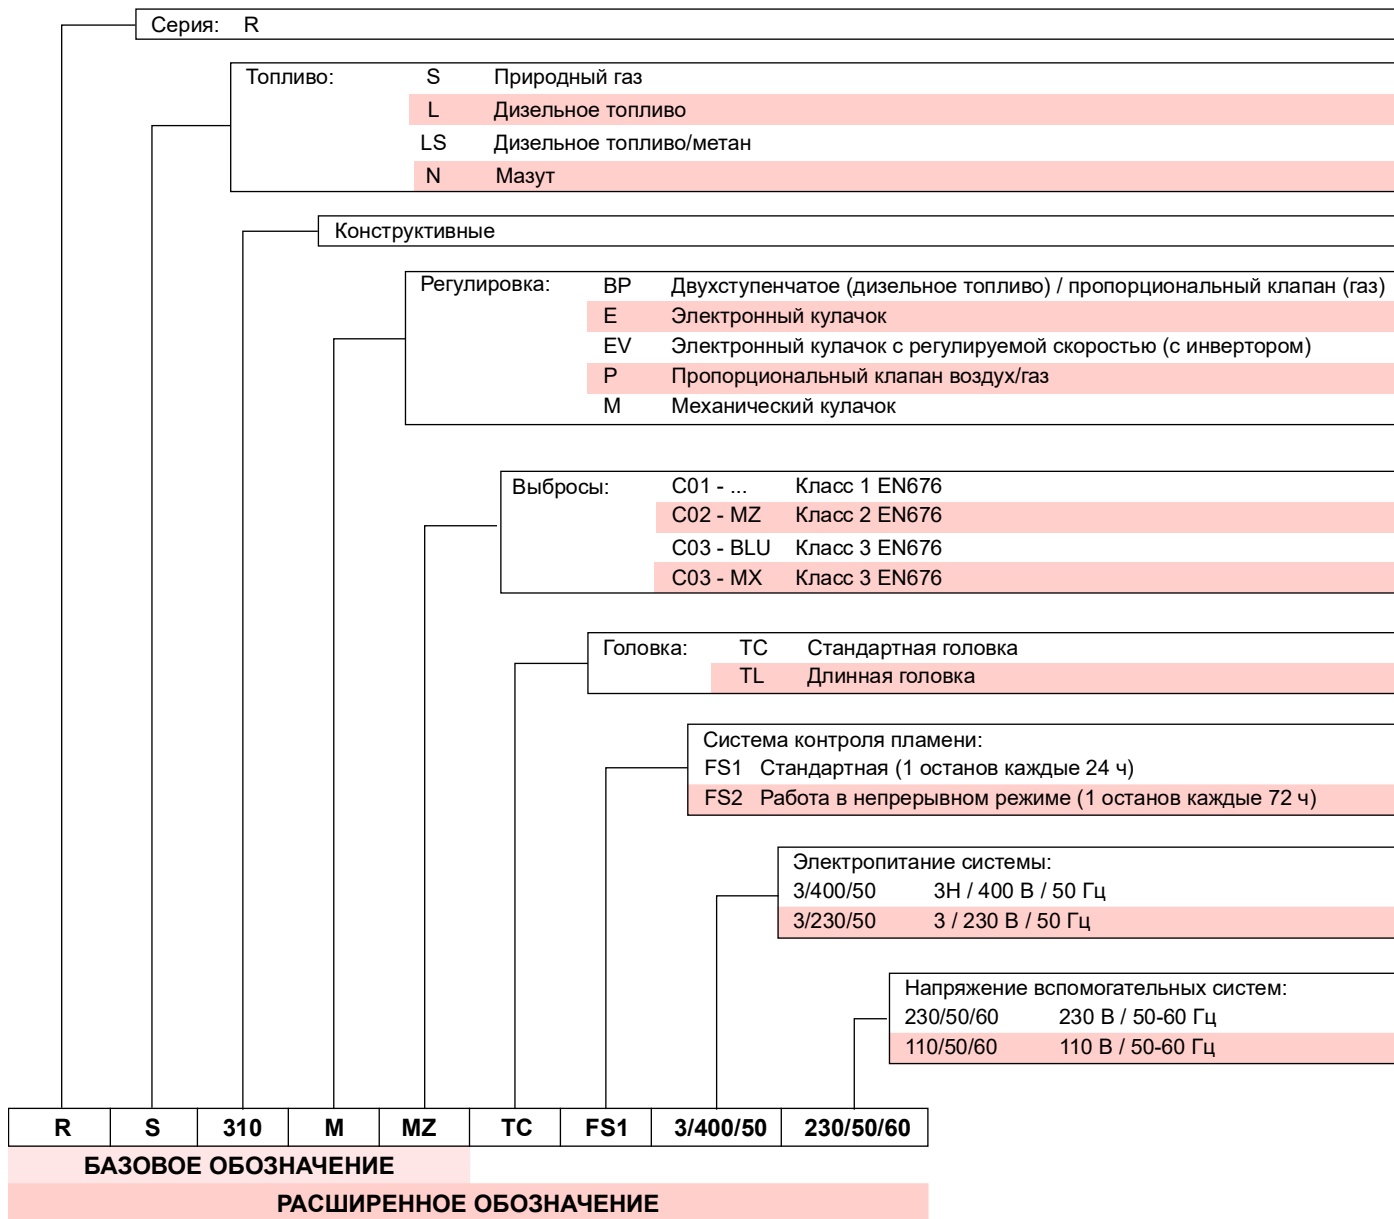 Серия: R
Топливо: S Природный газ
L Дизельное топливо
LS Дизельное топливо/метан
N Мазут
Конструктивные
Регулировка: BP Двухступенчатое (дизельное топливо) / пропорциональный клапан (газ)
E Электронный кулачок
EV Электронный кулачок с регулируемой скоростью (с инвертором)
P Пропорциональный клапан воздух/газ
M Механический кулачок
Выбросы: C01 - ... Класс 1 EN676
C02 - MZ Класс 2 EN676
C03 - BLU Класс 3 EN676
C03 - MX Класс 3 EN676
Головка: TC Стандартная головка
TL Длинная головка
Система контроля пламени:
FS1 Стандартная (1 останов каждые 24 ч)
FS2 Работа в непрерывном режиме (1 останов каждые 72 ч)
Электропитание системы:
3/400/50 3Н / 400 В / 50 Гц
3/230/50 3 / 230 В / 50 Гц
Напряжение вспомогательных систем:
230/50/60 230 В / 50-60 Гц
110/50/60 110 В / 50-60 Гц
R S 310 M MZ TC FS1 3/400/50 230/50/60
БАЗОВОЕ ОБОЗНАЧЕНИЕ
РАСШИРЕННОЕ ОБОЗНАЧЕНИЕ